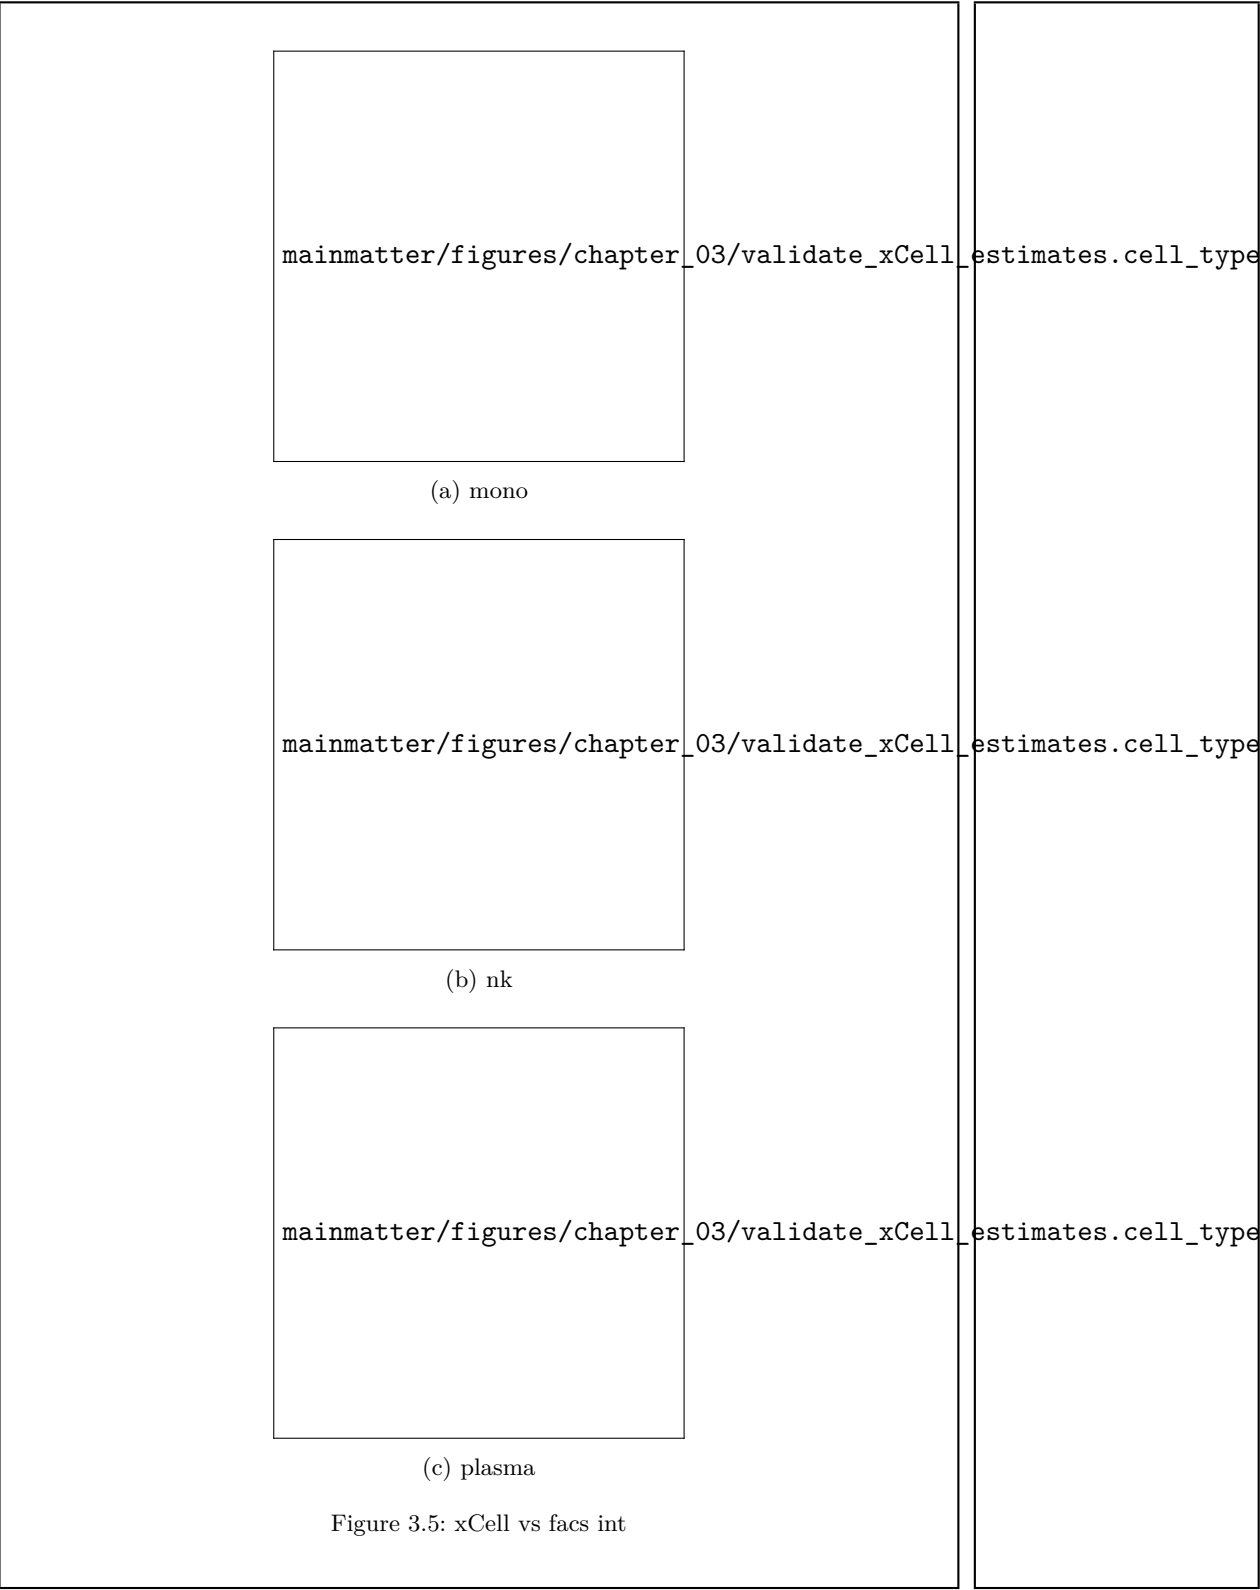 mainmatter/figures/chapter_03/validate_xCell_estimates.cell_type
(a) mono
mainmatter/figures/chapter_03/validate_xCell_estimates.cell_type
(b) nk
mainmatter/figures/chapter_03/validate_xCell_estimates.cell_type
(c) plasma
Figure 3.5: xCell vs facs int